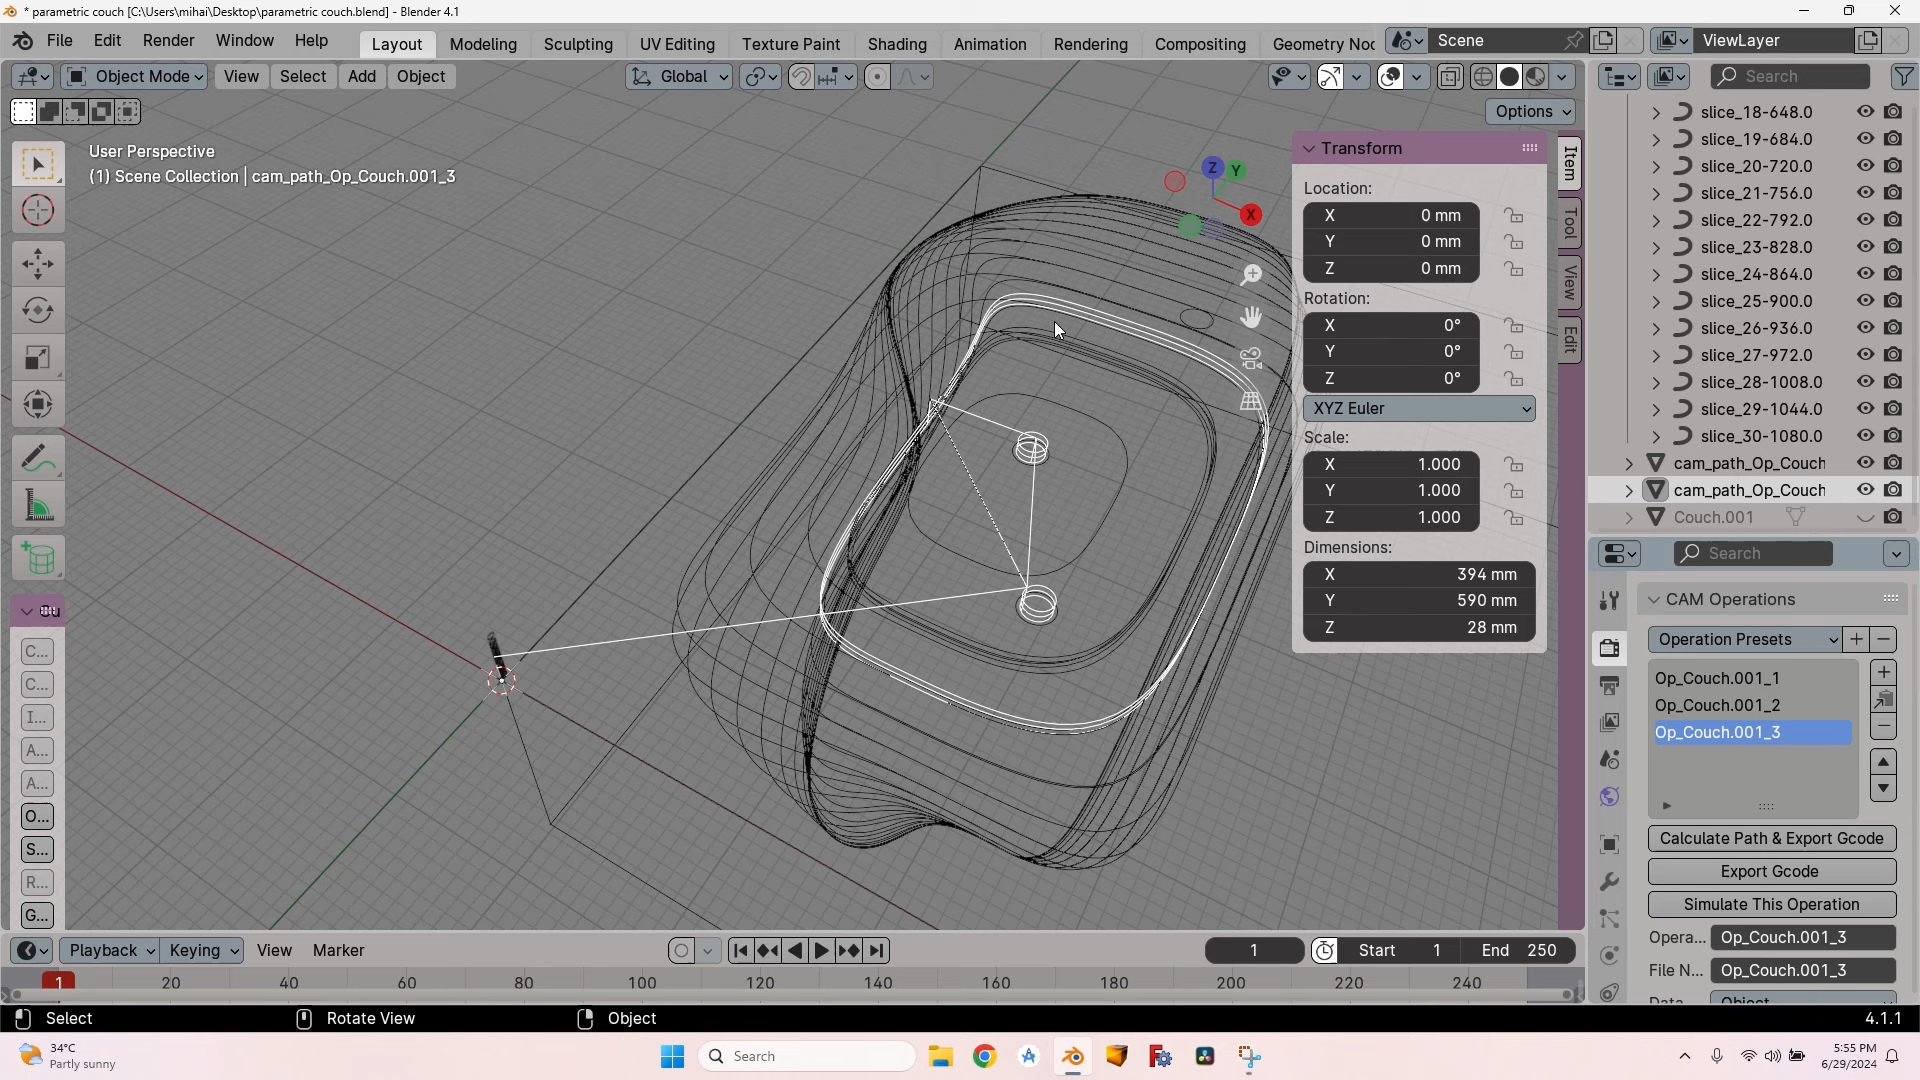 * parametric couch [C:\Users\mihai\Desktop\parametric couch.blend] - Blender 4.1
File Edit Render Window Help Layout Modeling Sculpting UV Editing Texture Paint Shading Animation Rendering Compositing Geometry Noc Scene ViewLayer
Object Mode View Select Add Object Global Search
Options
User Perspective
(1) Scene Collection | cam_path_Op_Couch.001_3
Z Y X
Transform
Location:
X 0 mm
Y 0 mm
Z 0 mm
Rotation:
X 0°
Y 0°
Z 0°
XYZ Euler
Scale:
X 1.000
Y 1.000
Z 1.000
Dimensions:
X 394 mm
Y 590 mm
Z 28 mm
Item
Tool
View
Edit
slice_18-648.0
slice_19-684.0
slice_20-720.0
slice_21-756.0
slice_22-792.0
slice_23-828.0
slice_24-864.0
slice_25-900.0
slice_26-936.0
slice_27-972.0
slice_28-1008.0
slice_29-1044.0
slice_30-1080.0
cam_path_Op_Couch
cam_path_Op_Couch
Couch.001
Search
CAM Operations
Operation Presets
Op_Couch.001_1
Op_Couch.001_2
Op_Couch.001_3
Calculate Path & Export Gcode
Export Gcode
Simulate This Operation
Opera... Op_Couch.001_3
File N... Op_Couch.001_3
C...
C...
I...
A...
A...
O...
S...
R...
G...
Playback Keying View Marker 1 Start 1 End 250
1 20 40 60 80 100 120 140 160 180 200 220 240
Select Rotate View Object 4.1.1
34°C
Partly sunny
Search
5:55 PM
6/29/2024